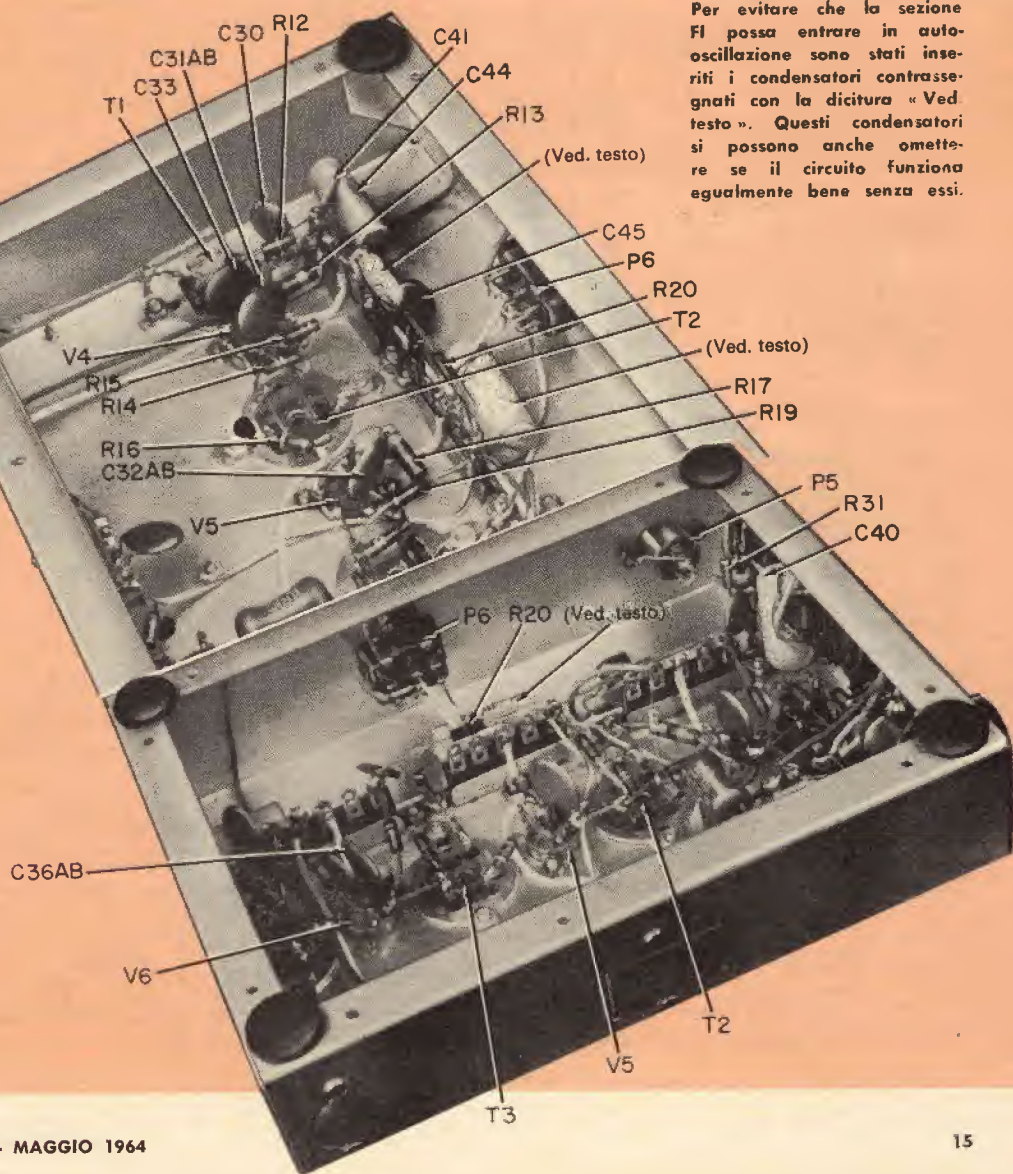 Per evitare che la sezione
FI possa entrare in auto-
oscillazione sono stati inse-
riti i condensatori contrasse-
gnati con la dicitura « Ved.
testo ». Questi condensatori
si possono anche omette-
re se il circuito funziona
egualmente bene senza essi.
C30
R12
C41
C31AB
C44
C33
T1
R13
(Ved. testo)
C45
P6
R20
T2
V4
(Ved. testo)
R15
R14
R17
R19
R16
C32AB
V5
P5
R31
C40
P6 R20 (Ved. testo)
C36AB
V6
T2
V5
T3
MAGGIO 1964
15